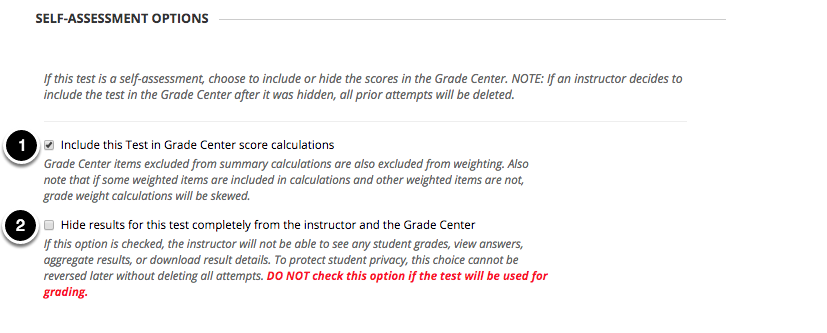 SELF-ASSESSMENT OPTIONS
If this test is a self-assessment, choose to include or hide the scores in the Grade Center. NOTE: If an instructor decides to
include the test in the Grade Center after it was hidden, all prior attempts will be deleted.
1 Include this Test in Grade Center score calculations
Grade Center items excluded from summary calculations are also excluded from weighting. Also
note that if some weighted items are included in calculations and other weighted items are not,
grade weight calculations will be skewed.
2 Hide results for this test completely from the instructor and the Grade Center
If this option is checked, the instructor will not be able to see any student grades, view answers,
aggregate results, or download result details. To protect student privacy, this choice cannot be
reversed later without deleting all attempts. DO NOT check this option if the test will be used for
grading.